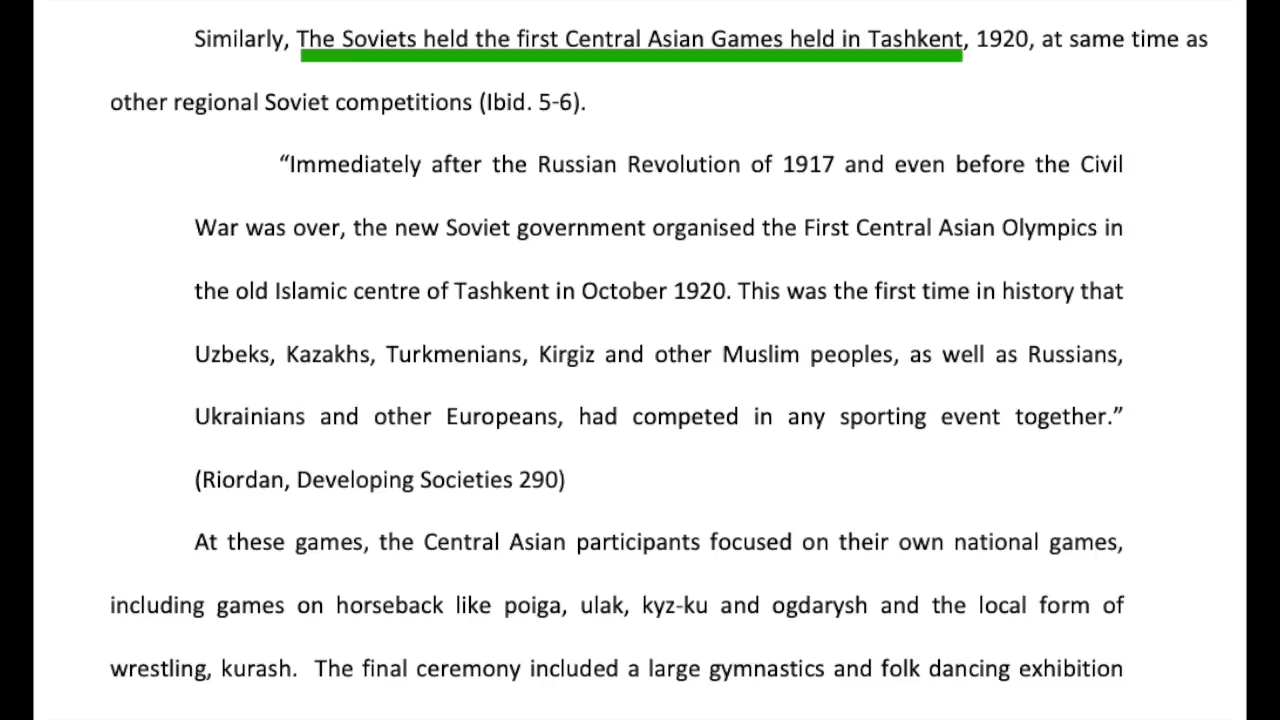 Similarly, The Soviets held the first Central Asian Games held in Tashkent, 1920, at same time as
other regional Soviet competitions (Ibid. 5-6).
“Immediately after the Russian Revolution of 1917 and even before the Civil
War was over, the new Soviet government organised the First Central Asian Olympics in
the old Islamic centre of Tashkent in October 1920. This was the first time in history that
Uzbeks, Kazakhs, Turkmenians, Kirgiz and other Muslim peoples, as well as Russians,
Ukrainians and other Europeans, had competed in any sporting event together.”
(Riordan, Developing Societies 290)
At these games, the Central Asian participants focused on their own national games,
including games on horseback like poiga, ulak, kyz-ku and ogdarysh and the local form of
wrestling, kurash. The final ceremony included a large gymnastics and folk dancing exhibition